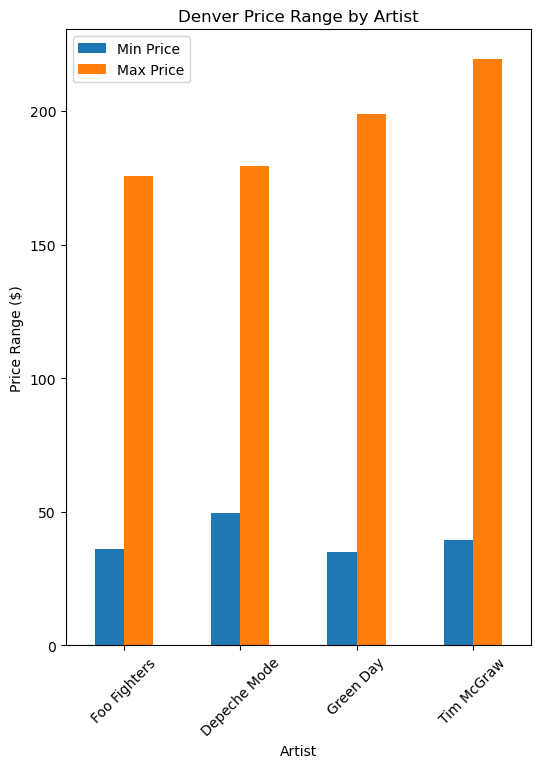 Denver Price Range by Artist
Min Price
Max Price
Price Range ($)
200
150
100
50
0
Foo Fighters
Depeche Mode
Green Day
Tim McGraw
Artist